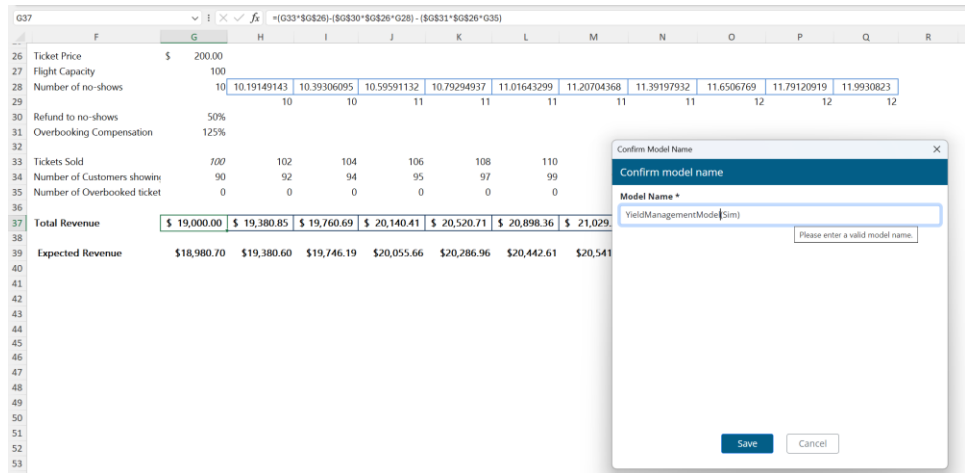 G37 fx =(G33*$G$26)-($G$30*$G$26*G28) - ($G$31*$G$26*G35)
F G H I J K L M N O P Q R
26 Ticket Price $ 200.00
27 Flight Capacity 100
28 Number of no-shows 10 10.19149143 10.39306095 10.59591132 10.79294937 11.01643299 11.20704368 11.39197932 11.6506769 11.79120919 11.9930823
29 10 10 11 11 11 11 11 12 12 12
30 Refund to no-shows 50%
31 Overbooking Compensation 125%
32
33 Tickets Sold 100 102 104 106 108 110
34 Number of Customers showing 90 92 94 95 97 99
35 Number of Overbooked ticket 0 0 0 0 0 0
36
37 Total Revenue $ 19,000.00 $ 19,380.85 $ 19,760.69 $ 20,140.41 $ 20,520.71 $ 20,898.36 $ 21,029.
38
39 Expected Revenue $18,980.70 $19,380.60 $19,746.19 $20,055.66 $20,286.96 $20,442.61 $20,541
40
41
42
43
44
45
46
47
48
49
50
51
52
53
Confirm Model Name
Confirm model name
Model Name *
YieldManagementModel(Sim)
Please enter a valid model name.
Save Cancel